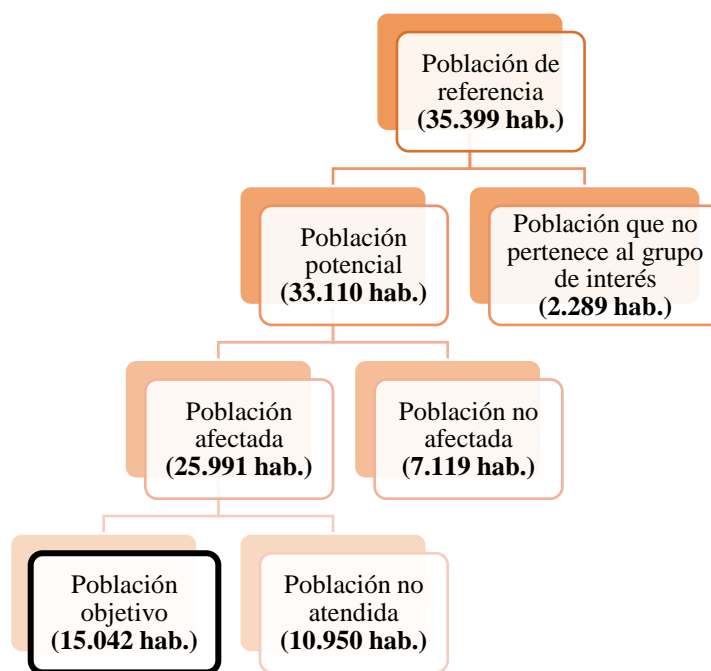 Población de
referencia
(35.399 hab.)
Población
potencial
(33.110 hab.)
Población que no
pertenece al grupo
de interés
(2.289 hab.)
Población
afectada
(25.991 hab.)
Población no
afectada
(7.119 hab.)
Población
objetivo
(15.042 hab.)
Población no
atendida
(10.950 hab.)